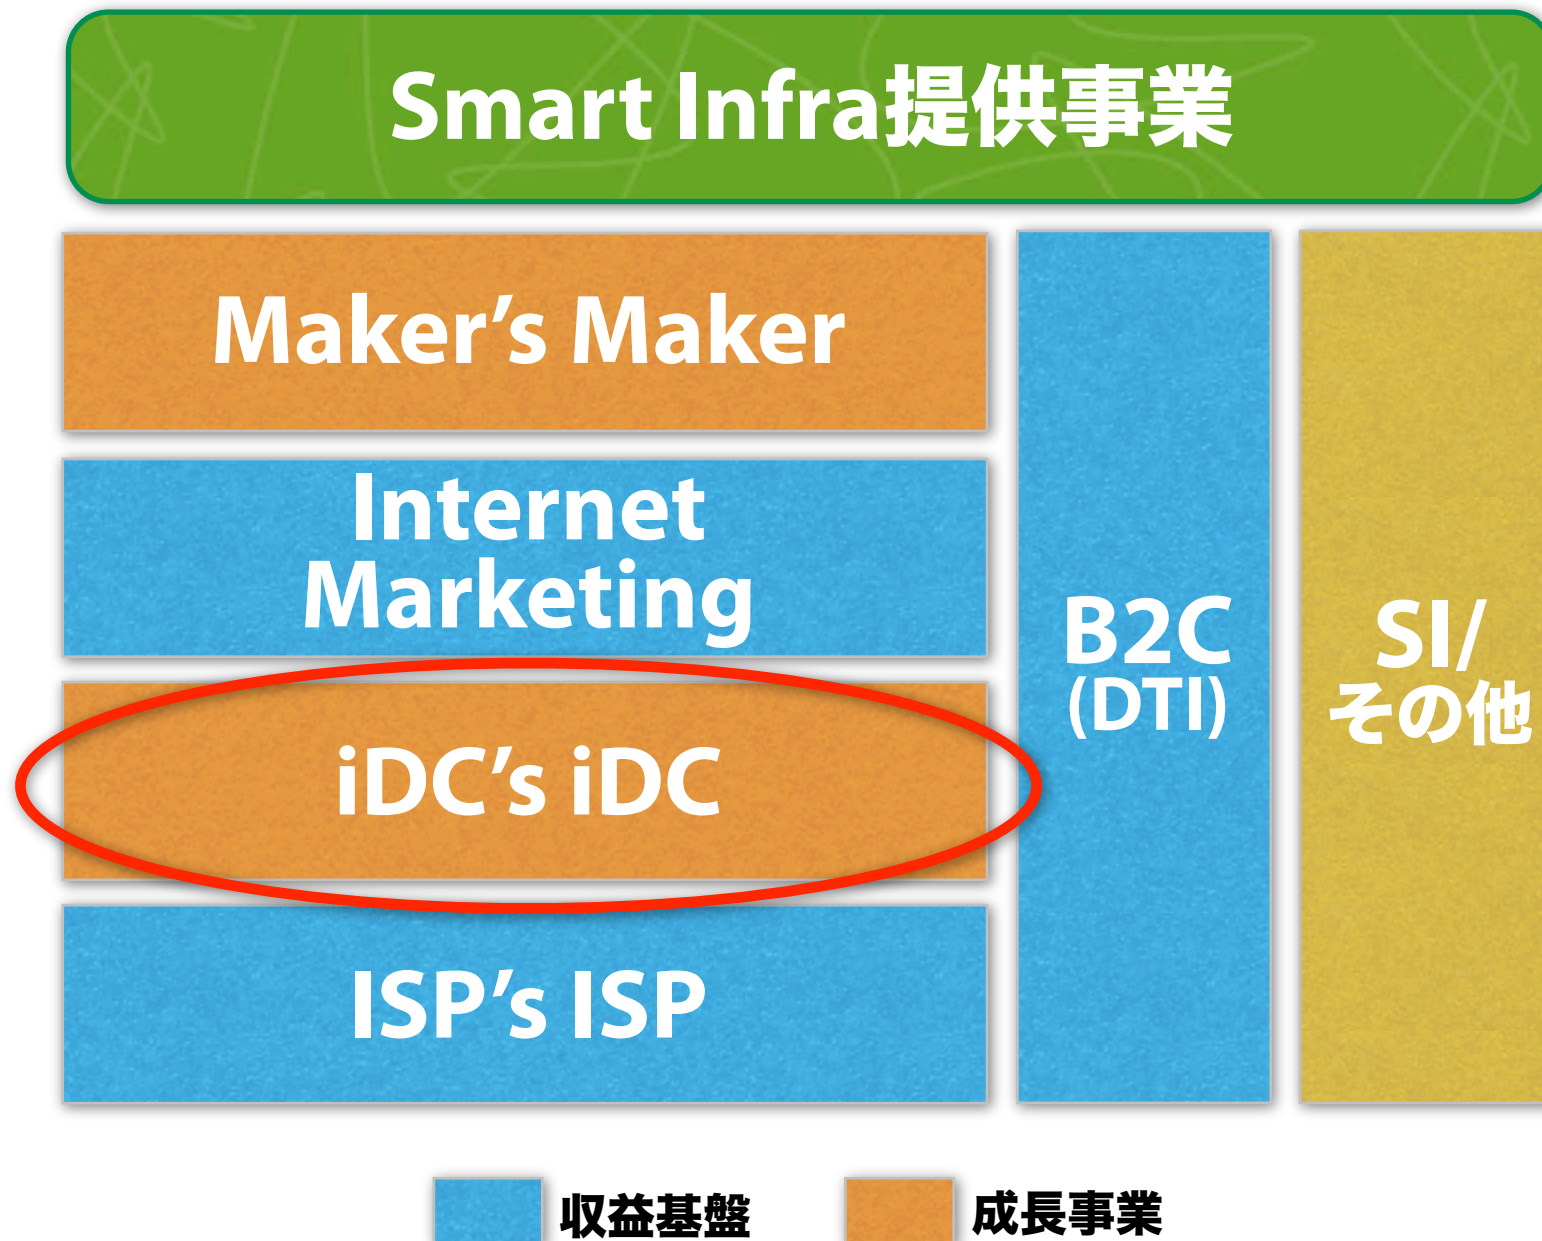 Smart Infra提供事業
Maker’s Maker
Internet
Marketing
iDC’s iDC
ISP’s ISP
B2C
(DTI)
SI/
その他
収益基盤
成長事業